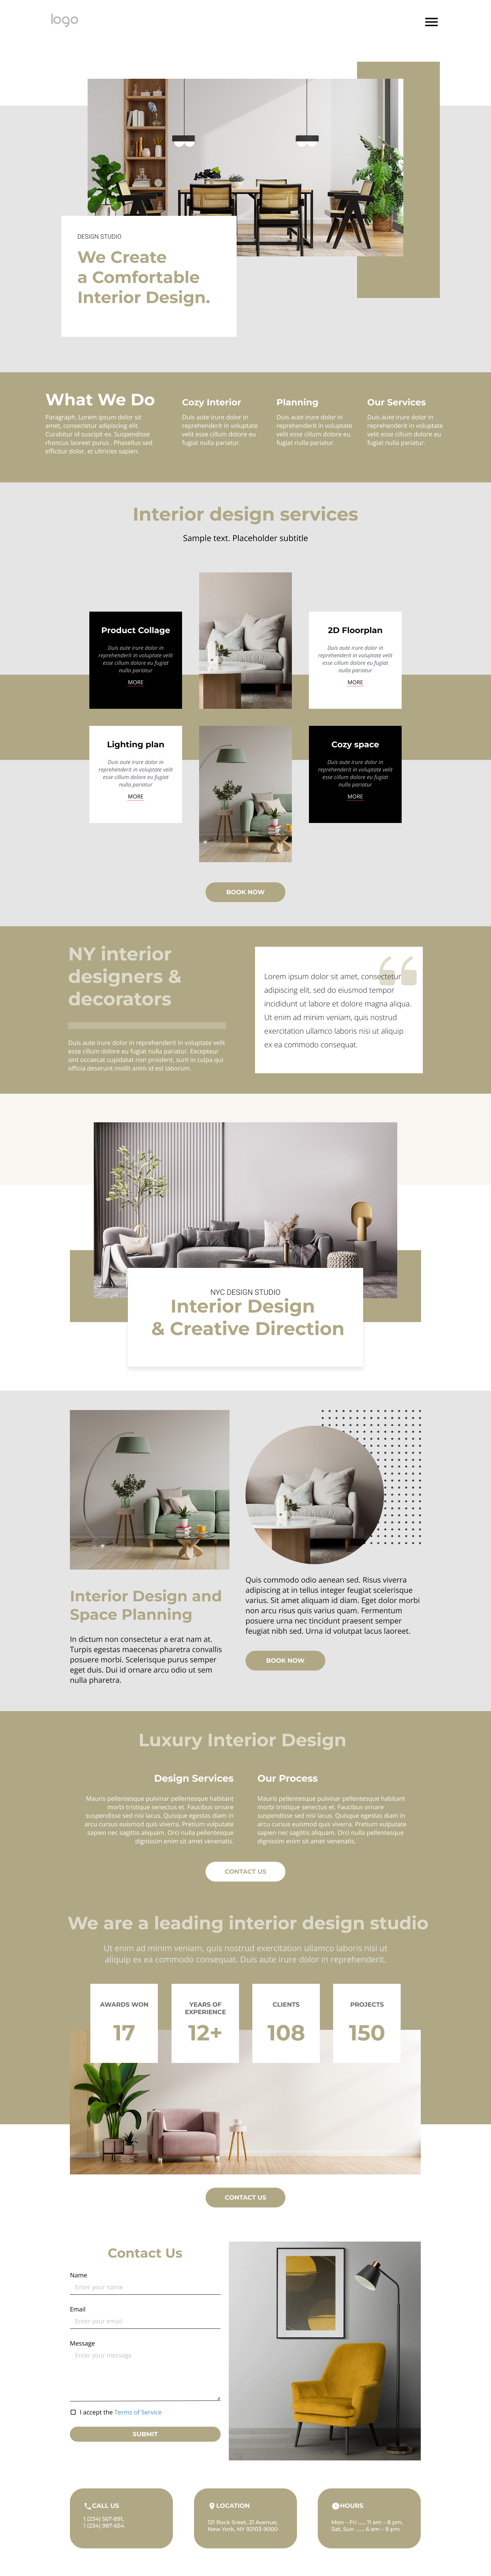 logo
DESIGN STUDIO
We Create
a Comfortable
Interior Design.
What We Do
Paragraph. Lorem ipsum dolor sit
amet, consectetur adipiscing elit.
Curabitur id suscipit ex. Suspendisse
rhoncus laoreet purus . Phasellus sed
efficitur dolor, et ultricies sapien.
Cozy Interior
Duis aute irure dolor in
reprehenderit in voluptate
velit esse cillum dolore eu
fugiat nulla pariatur.
Planning
Duis aute irure dolor in
reprehenderit in voluptate
velit esse cillum dolore eu
fugiat nulla pariatur.
Our Services
Duis aute irure dolor in
reprehenderit in voluptate
velit esse cillum dolore eu
fugiat nulla pariatur.
Interior design services
Sample text. Placeholder subtitle
Product Collage
Duis aute irure dolor in
reprehenderit in voluptate velit
esse cillum dolore eu fugiat
nulla pariatur
MORE
2D Floorplan
Duis aute irure dolor in
reprehenderit in voluptate velit
esse cillum dolore eu fugiat
nulla pariatur
MORE
Lighting plan
Duis aute irure dolor in
reprehenderit in voluptate velit
esse cillum dolore eu fugiat
nulla pariatur
MORE
Cozy space
Duis aute irure dolor in
reprehenderit in voluptate velit
esse cillum dolore eu fugiat
nulla pariatur
MORE
BOOK NOW
NY interior
designers &
decorators
Duis aute irure dolor in reprehenderit in voluptate velit
esse cillum dolore eu fugiat nulla pariatur. Excepteur
sint occaecat cupidatat non proident, sunt in culpa qui
officia deserunt mollit anim id est laborum.
Lorem ipsum dolor sit amet, consectetur
adipiscing elit, sed do eiusmod tempor
incididunt ut labore et dolore magna aliqua.
Ut enim ad minim veniam, quis nostrud
exercitation ullamco laboris nisi ut aliquip
ex ea commodo consequat.
NYC DESIGN STUDIO
Interior Design
& Creative Direction
Interior Design and
Space Planning
In dictum non consectetur a erat nam at.
Turpis egestas maecenas pharetra convallis
posuere morbi. Scelerisque purus semper
eget duis. Dui id ornare arcu odio ut sem
nulla pharetra.
Quis commodo odio aenean sed. Risus viverra
adipiscing at in tellus integer feugiat scelerisque
varius. Sit amet aliquam id diam. Eget dolor morbi
non arcu risus quis varius quam. Fermentum
posuere urna nec tincidunt praesent semper
feugiat nibh sed. Urna id volutpat lacus laoreet.
BOOK NOW
Luxury Interior Design
Design Services
Mauris pellentesque pulvinar pellentesque habitant
morbi tristique senectus et. Faucibus ornare
suspendisse sed nisi lacus. Quisque egestas diam in
arcu cursus euismod quis viverra. Pretium vulputate
sapien nec sagittis aliquam. Orci nulla pellentesque
dignissim enim sit amet venenatis.
Our Process
Mauris pellentesque pulvinar pellentesque habitant
morbi tristique senectus et. Faucibus ornare
suspendisse sed nisi lacus. Quisque egestas diam in
arcu cursus euismod quis viverra. Pretium vulputate
sapien nec sagittis aliquam. Orci nulla pellentesque
dignissim enim sit amet venenatis.
CONTACT US
We are a leading interior design studio
Ut enim ad minim veniam, quis nostrud exercitation ullamco laboris nisi ut
aliquip ex ea commodo consequat. Duis aute irure dolor in reprehenderit.
AWARDS WON
17
YEARS OF
EXPERIENCE
12+
CLIENTS
108
PROJECTS
150
CONTACT US
Contact Us
Name
Enter your name
Email
Enter your email
Message
Enter your message
I accept the Terms of Service
SUBMIT
CALL US
1 (234) 567-891,
1 (234) 987-654
LOCATION
121 Rock Sreet, 21 Avenue,
New York, NY 92103-9000
HOURS
Mon – Fri ...... 11 am – 8 pm,
Sat, Sun ...... 6 am – 8 pm